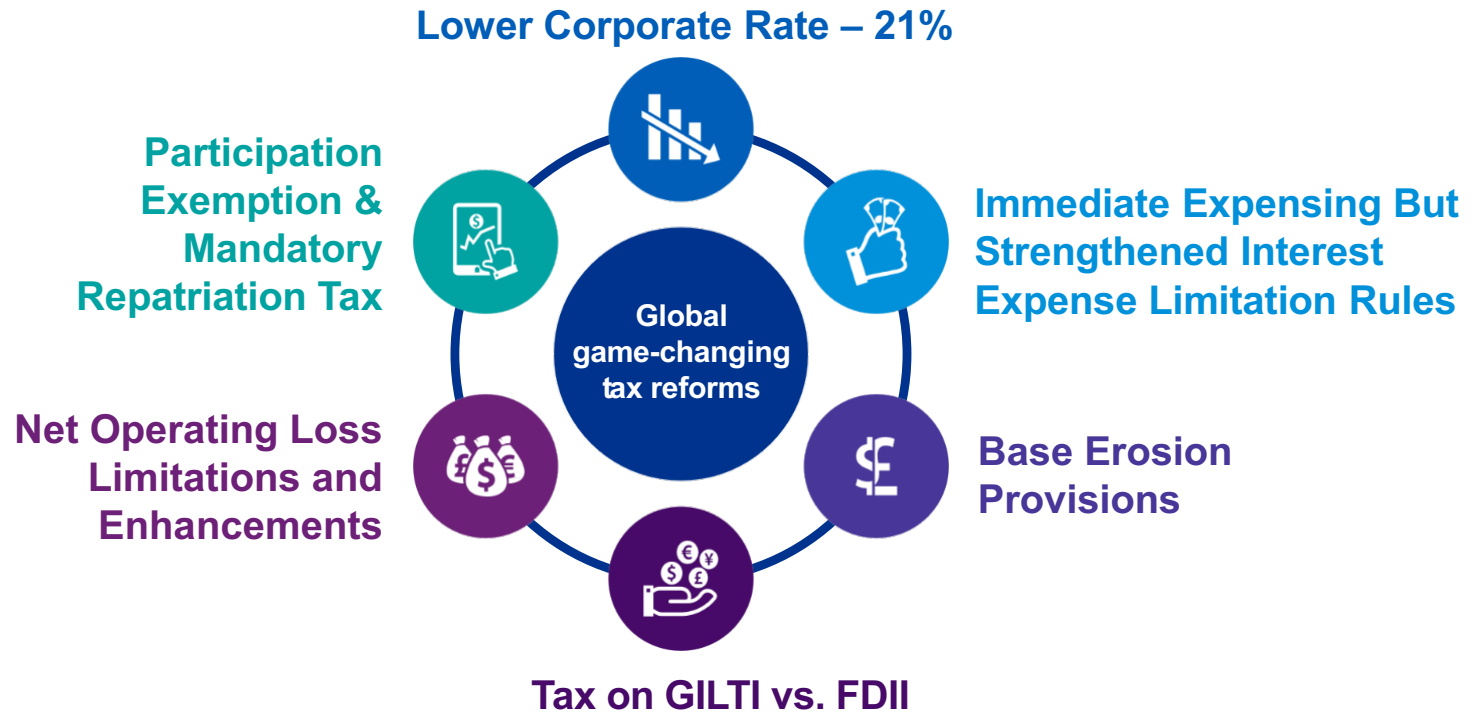 Lower Corporate Rate – 21%
Participation
Exemption &
Mandatory
Repatriation Tax
Immediate Expensing But
Strengthened Interest
Expense Limitation Rules
Global
game-changing
tax reforms
Net Operating Loss
Limitations and
Enhancements
Base Erosion
Provisions
Tax on GILTI vs. FDII